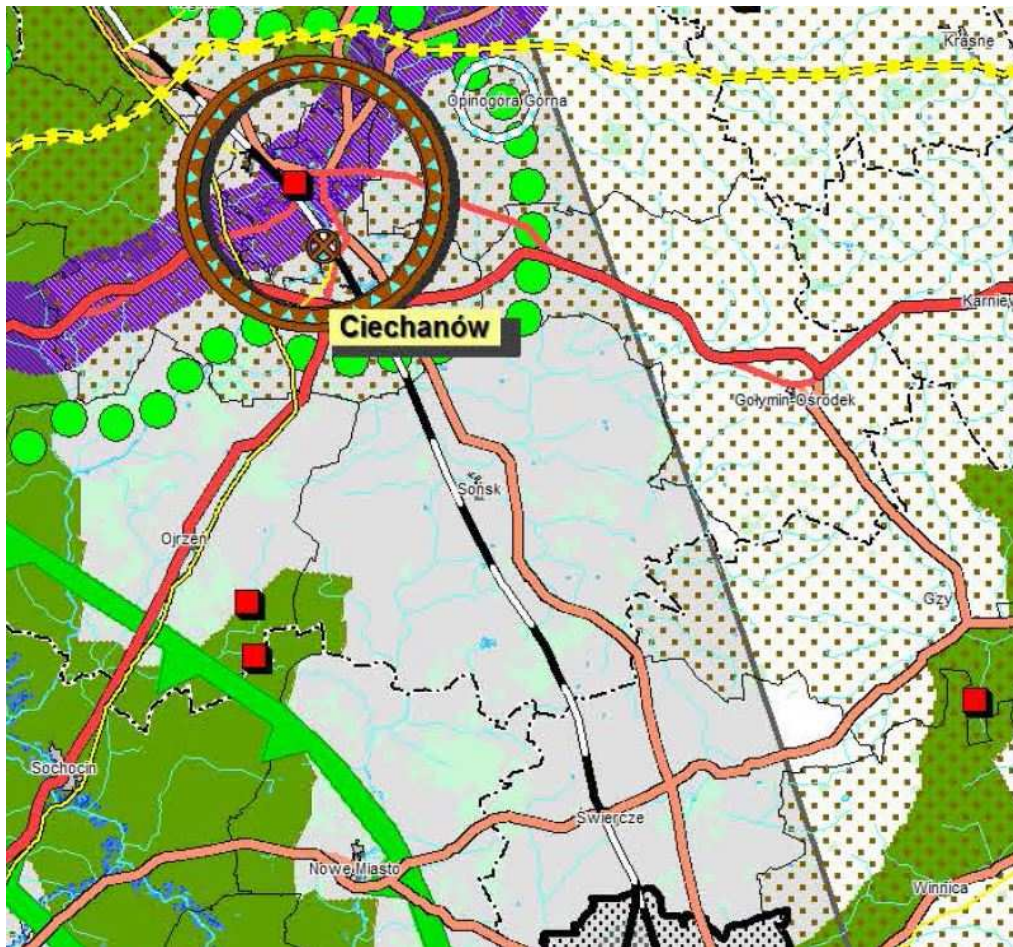 Krasne
Opinogóra Górna
Ciechanów
Karniew
Gołymin-Ośrodek
Sońsk
Ojrzeń
Gzy
Sochocin
Świercze
Nowe Miasto
Winnica